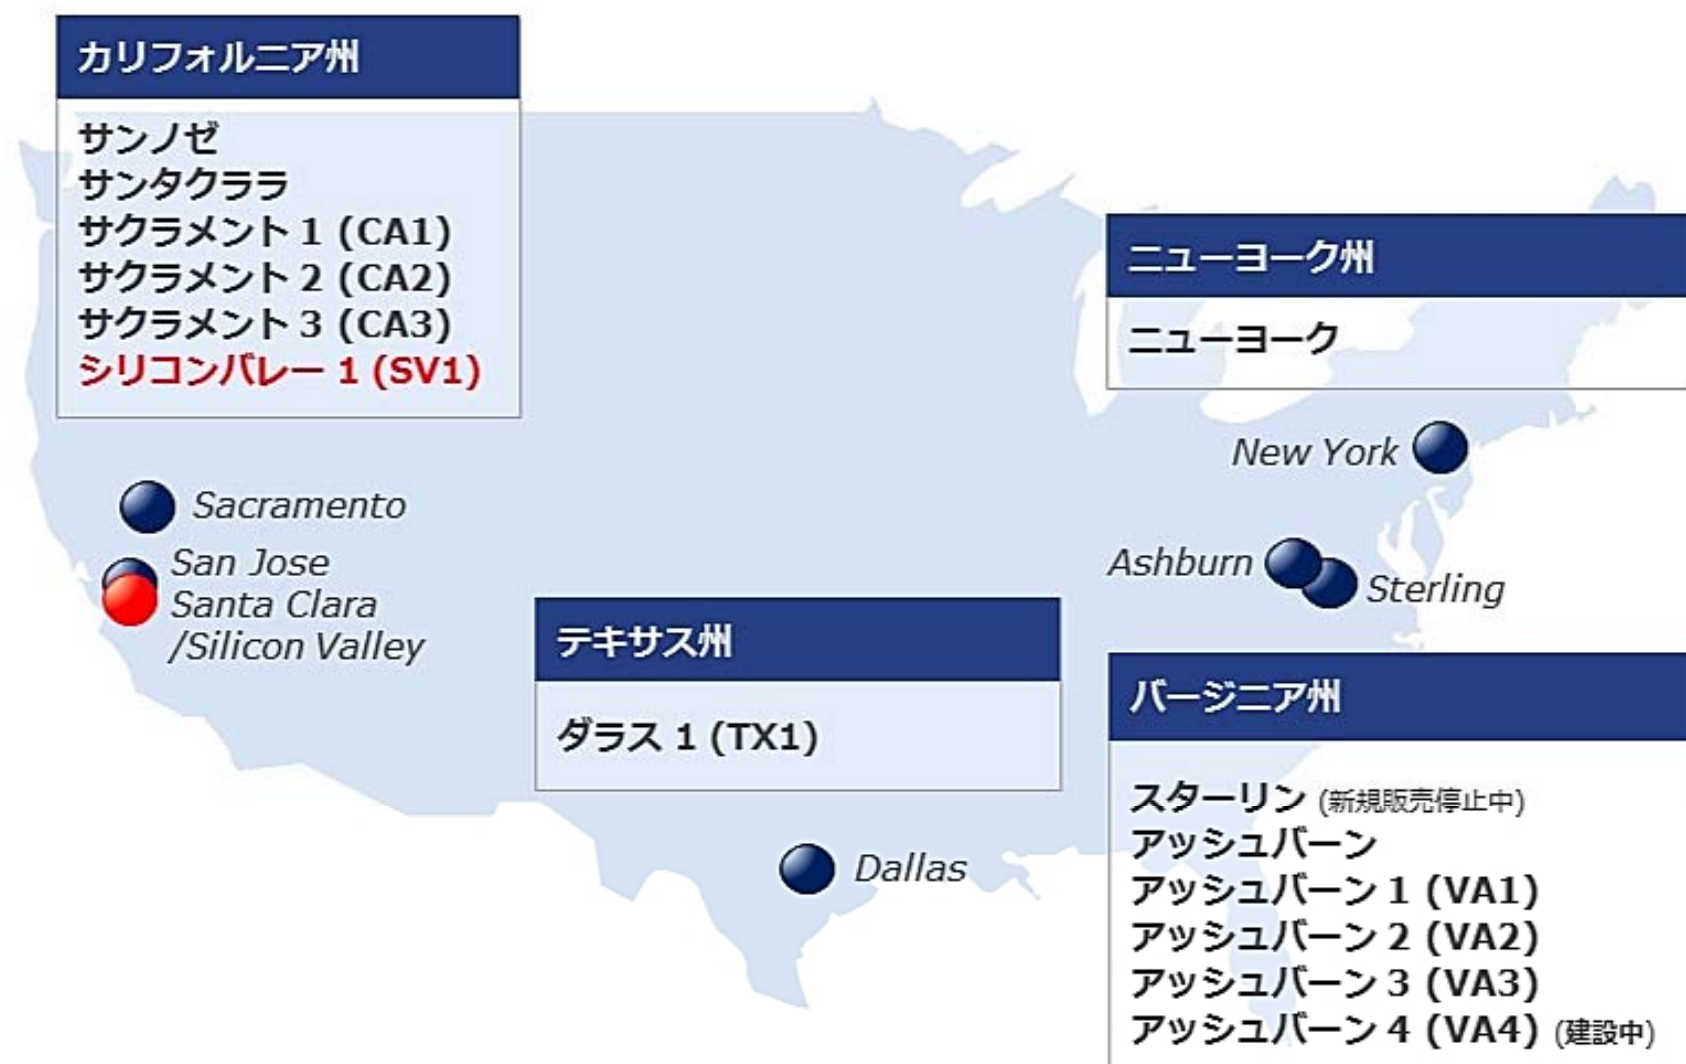 カリフォルニア州
サンノゼ
サンタクララ
サクラメント 1 (CA1)
サクラメント 2 (CA2)
サクラメント 3 (CA3)
シリコンバレー 1 (SV1)
ニューヨーク州
ニューヨーク
New York
Sacramento
San Jose
Santa Clara
/Silicon Valley
Ashburn
Sterling
テキサス州
ダラス 1 (TX1)
Dallas
バージニア州
スターリン (新規販売停止中)
アッシュバーン
アッシュバーン 1 (VA1)
アッシュバーン 2 (VA2)
アッシュバーン 3 (VA3)
アッシュバーン 4 (VA4) (建設中)